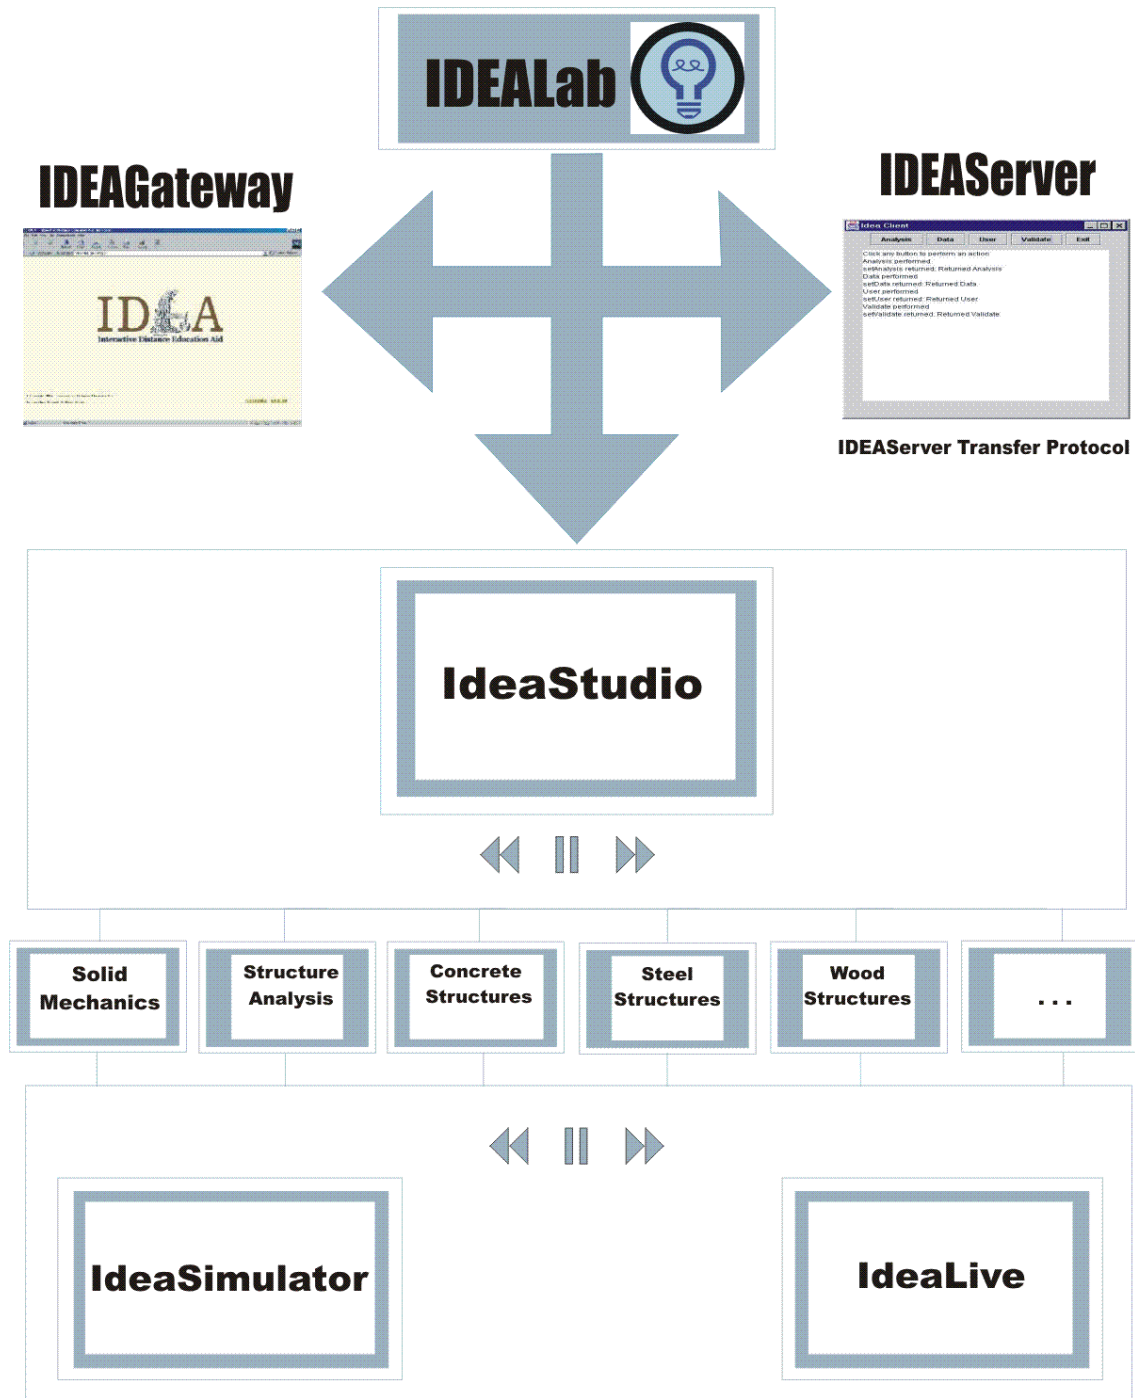 IDEALab
IDEAGateway
IDEAServer
IDEA
Interactive Distance Education Aid
Idea Client
Analysis Data User Validate Exit
Click any button to perform an action
Analysis performed
setAnalysis returned: Returned Analysis
Data performed
setData returned: Returned Data
User performed
setUser returned: Returned User
Validate performed
setValidate returned: Returned Validate
IDEAServer Transfer Protocol
IdeaStudio
Solid
Mechanics
Structure
Analysis
Concrete
Structures
Steel
Structures
Wood
Structures
...
IdeaSimulator
IdeaLive